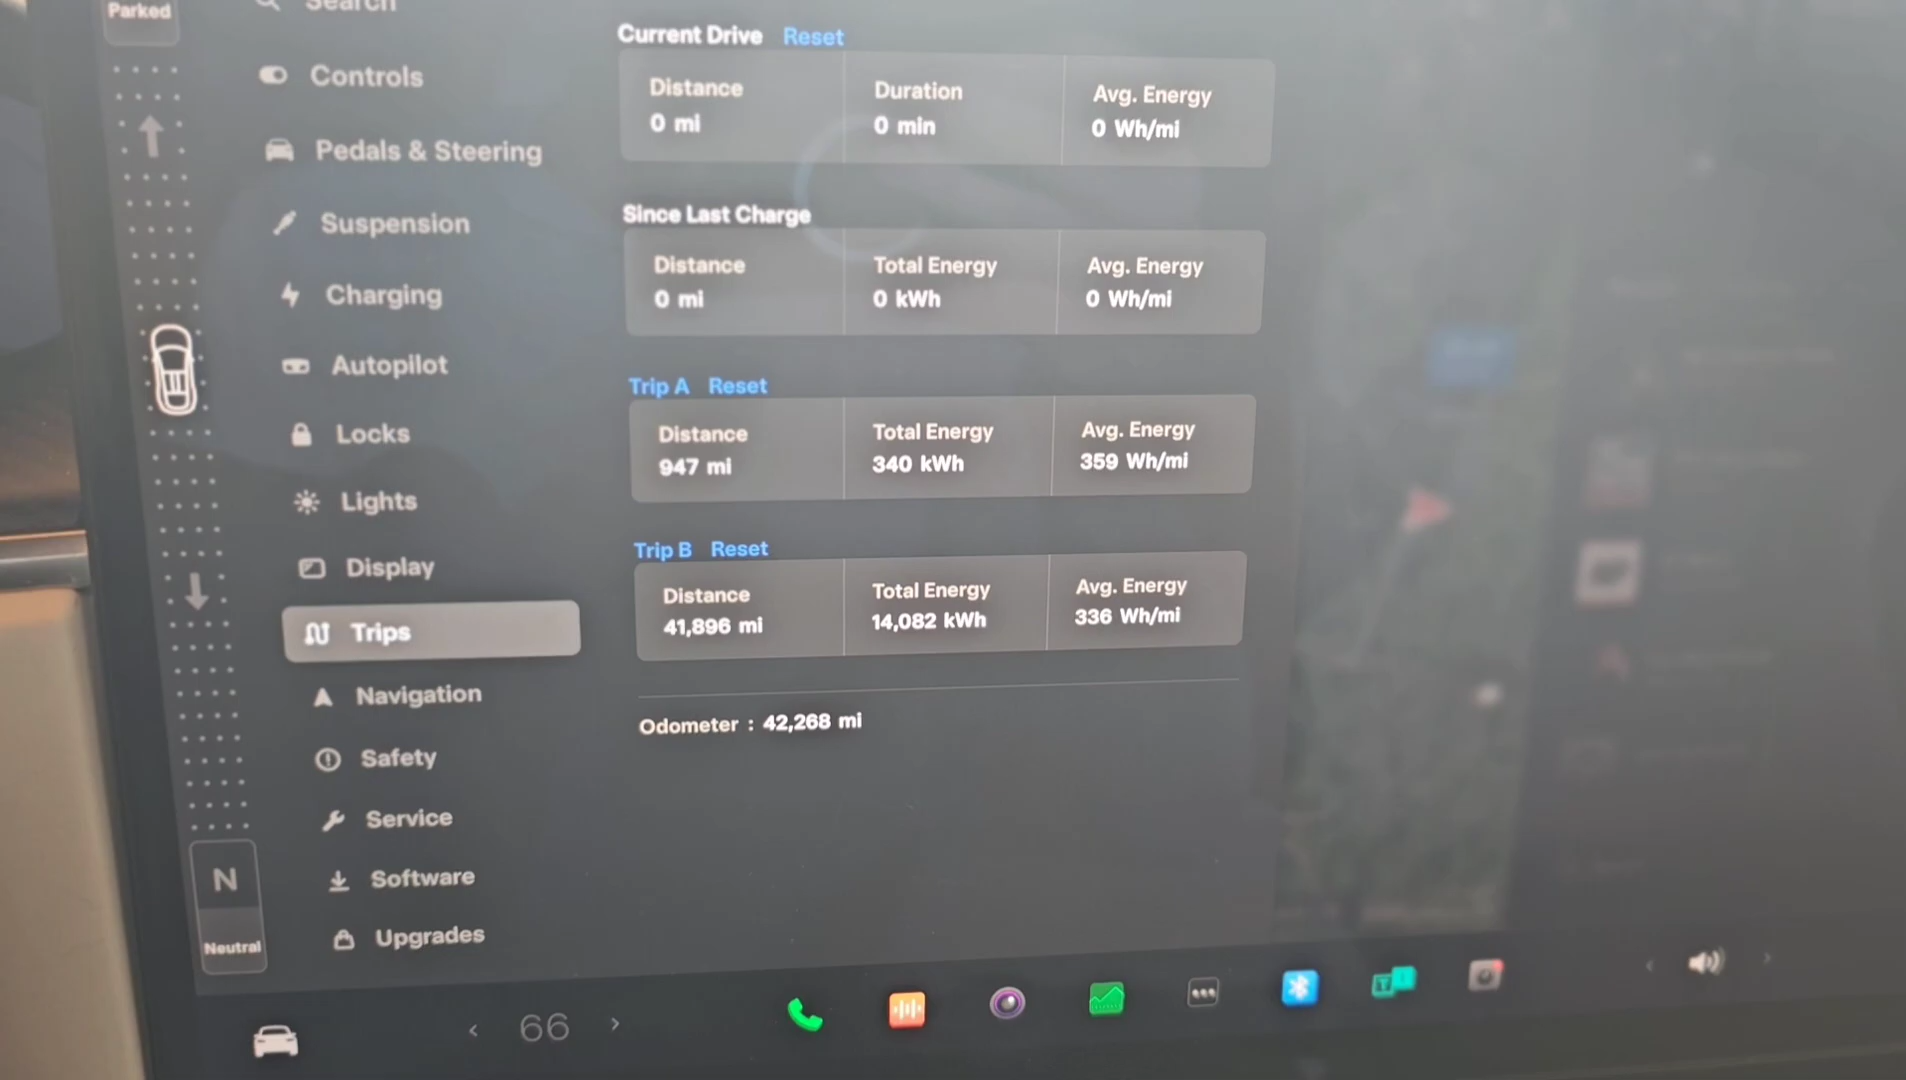 Parked
Search
Controls
Pedals & Steering
Suspension
Charging
Autopilot
Locks
Lights
Display
Trips
Navigation
Safety
Service
Software
Upgrades
N
Neutral
Current Drive Reset
Distance Duration Avg. Energy
0 mi 0 min 0 Wh/mi
Since Last Charge
Distance Total Energy Avg. Energy
0 mi 0 kWh 0 Wh/mi
Trip A Reset
Distance Total Energy Avg. Energy
947 mi 340 kWh 359 Wh/mi
Trip B Reset
Distance Total Energy Avg. Energy
41,896 mi 14,082 kWh 336 Wh/mi
Odometer : 42,268 mi
66